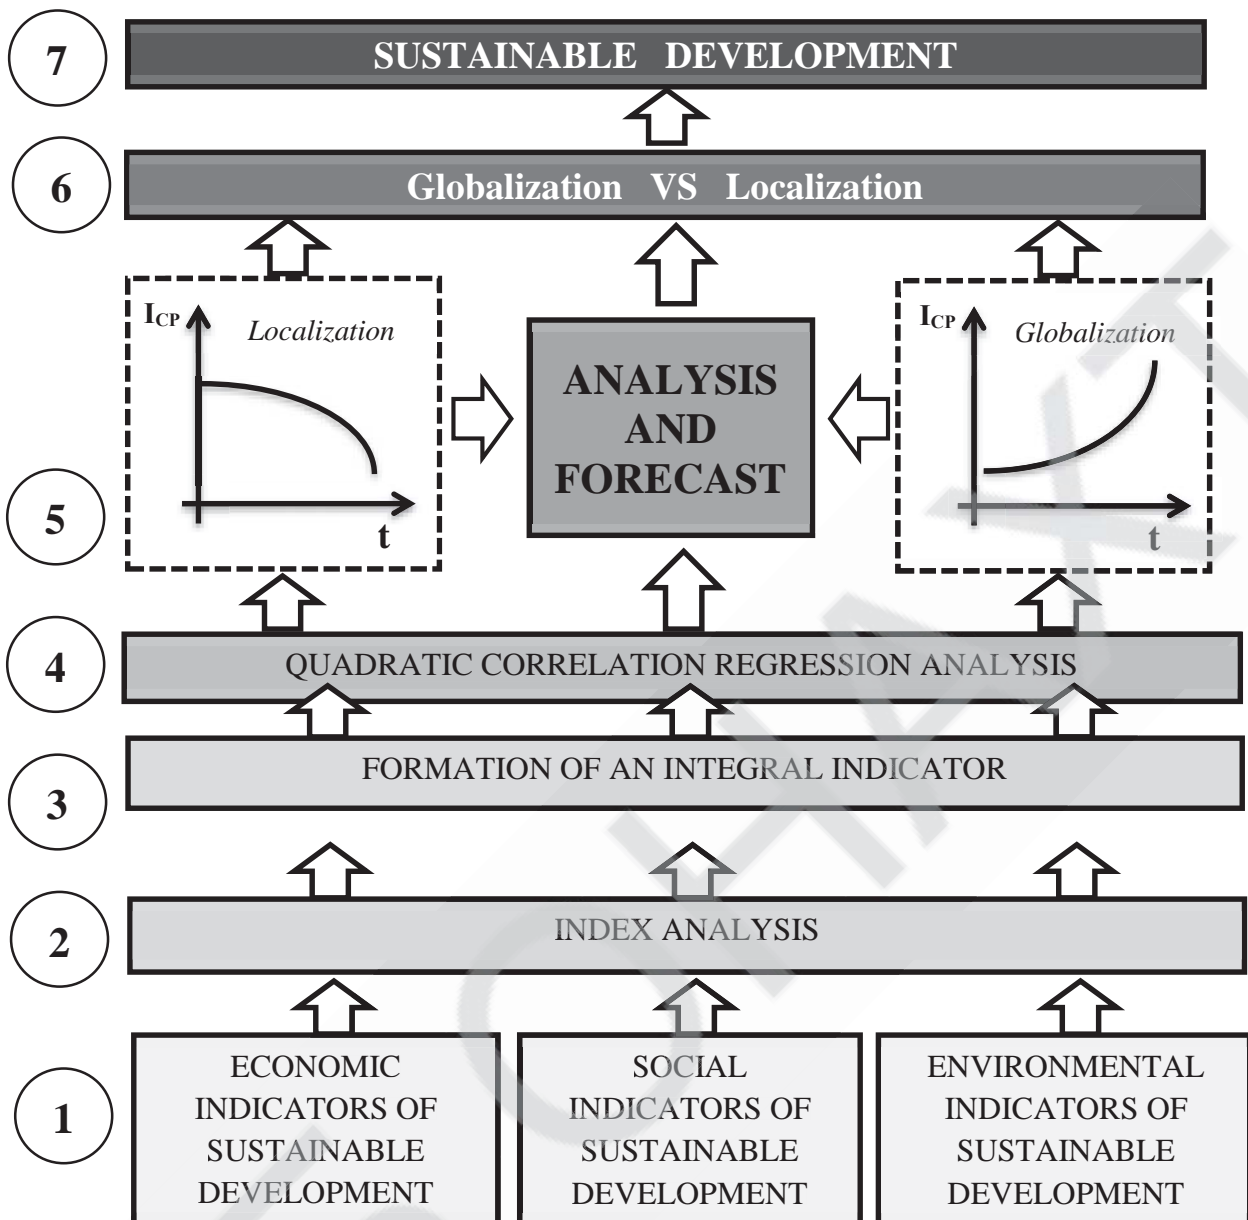 7
SUSTAINABLE DEVELOPMENT
6
Globalization VS Localization
I_CP
Localization
t
ANALYSIS
AND
FORECAST
I_CP
Globalization
t
5
4
QUADRATIC CORRELATION REGRESSION ANALYSIS
3
FORMATION OF AN INTEGRAL INDICATOR
2
INDEX ANALYSIS
1
ECONOMIC
INDICATORS OF
SUSTAINABLE
DEVELOPMENT
SOCIAL
INDICATORS OF
SUSTAINABLE
DEVELOPMENT
ENVIRONMENTAL
INDICATORS OF
SUSTAINABLE
DEVELOPMENT